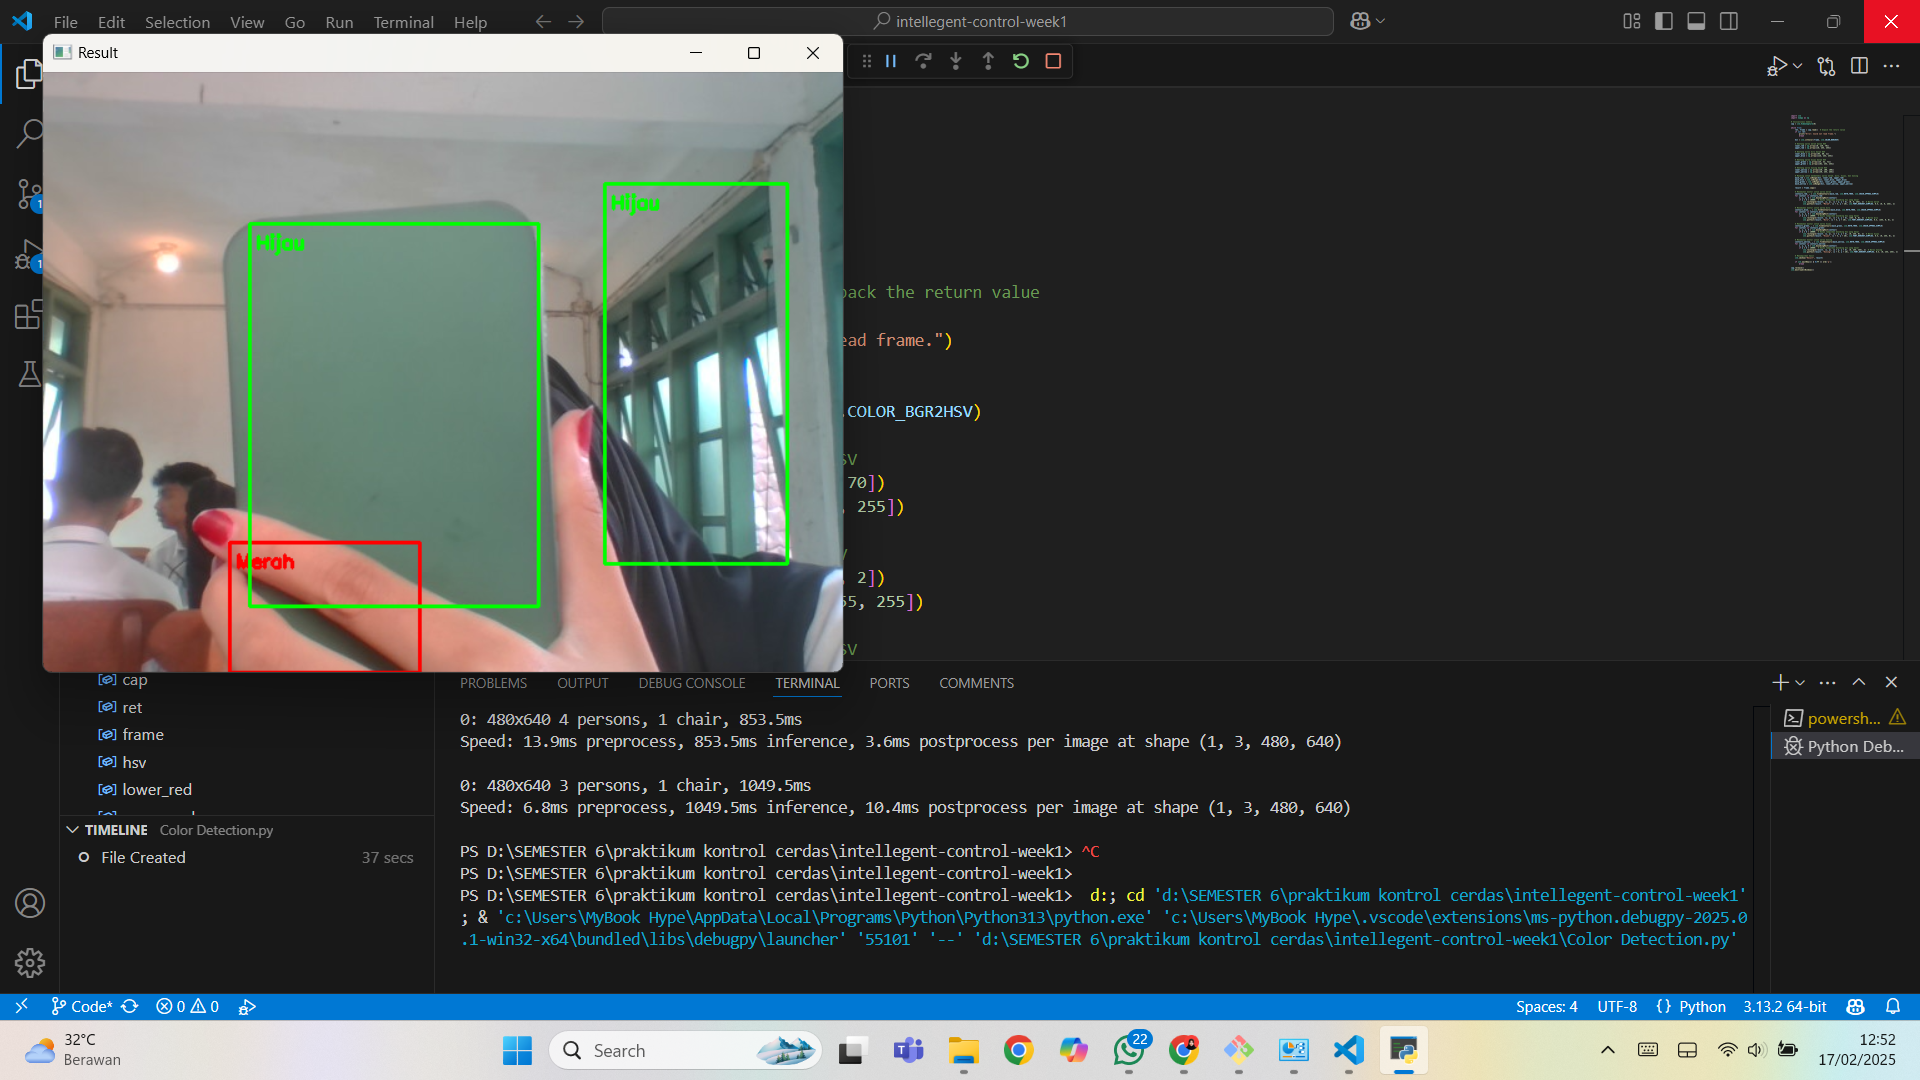 File Edit Selection View Go Run Terminal Help
intellegent-control-week1
Result
Hijau
Hijau
Merah
1
1
back the return value
ead frame.")
.COLOR_BGR2HSV)
SV
70])
, 255])
, 2])
55, 255])
SV
cap
ret
frame
hsv
lower_red
TIMELINE Color Detection.py
File Created 37 secs
PROBLEMS OUTPUT DEBUG CONSOLE TERMINAL PORTS COMMENTS
0: 480x640 4 persons, 1 chair, 853.5ms
Speed: 13.9ms preprocess, 853.5ms inference, 3.6ms postprocess per image at shape (1, 3, 480, 640)
0: 480x640 3 persons, 1 chair, 1049.5ms
Speed: 6.8ms preprocess, 1049.5ms inference, 10.4ms postprocess per image at shape (1, 3, 480, 640)
PS D:\SEMESTER 6\praktikum kontrol cerdas\intellegent-control-week1> ^C
PS D:\SEMESTER 6\praktikum kontrol cerdas\intellegent-control-week1>
PS D:\SEMESTER 6\praktikum kontrol cerdas\intellegent-control-week1>  d:; cd 'd:\SEMESTER 6\praktikum kontrol cerdas\intellegent-control-week1'
; & 'c:\Users\MyBook Hype\AppData\Local\Programs\Python\Python313\python.exe' 'c:\Users\MyBook Hype\.vscode\extensions\ms-python.debugpy-2025.0
.1-win32-x64\bundled\libs\debugpy\launcher' '55101' '--' 'd:\SEMESTER 6\praktikum kontrol cerdas\intellegent-control-week1\Color Detection.py'
powersh...
Python Deb...
Code* 0 0
Spaces: 4 UTF-8 {} Python 3.13.2 64-bit
32°C
Berawan
Search
22
12:52
17/02/2025